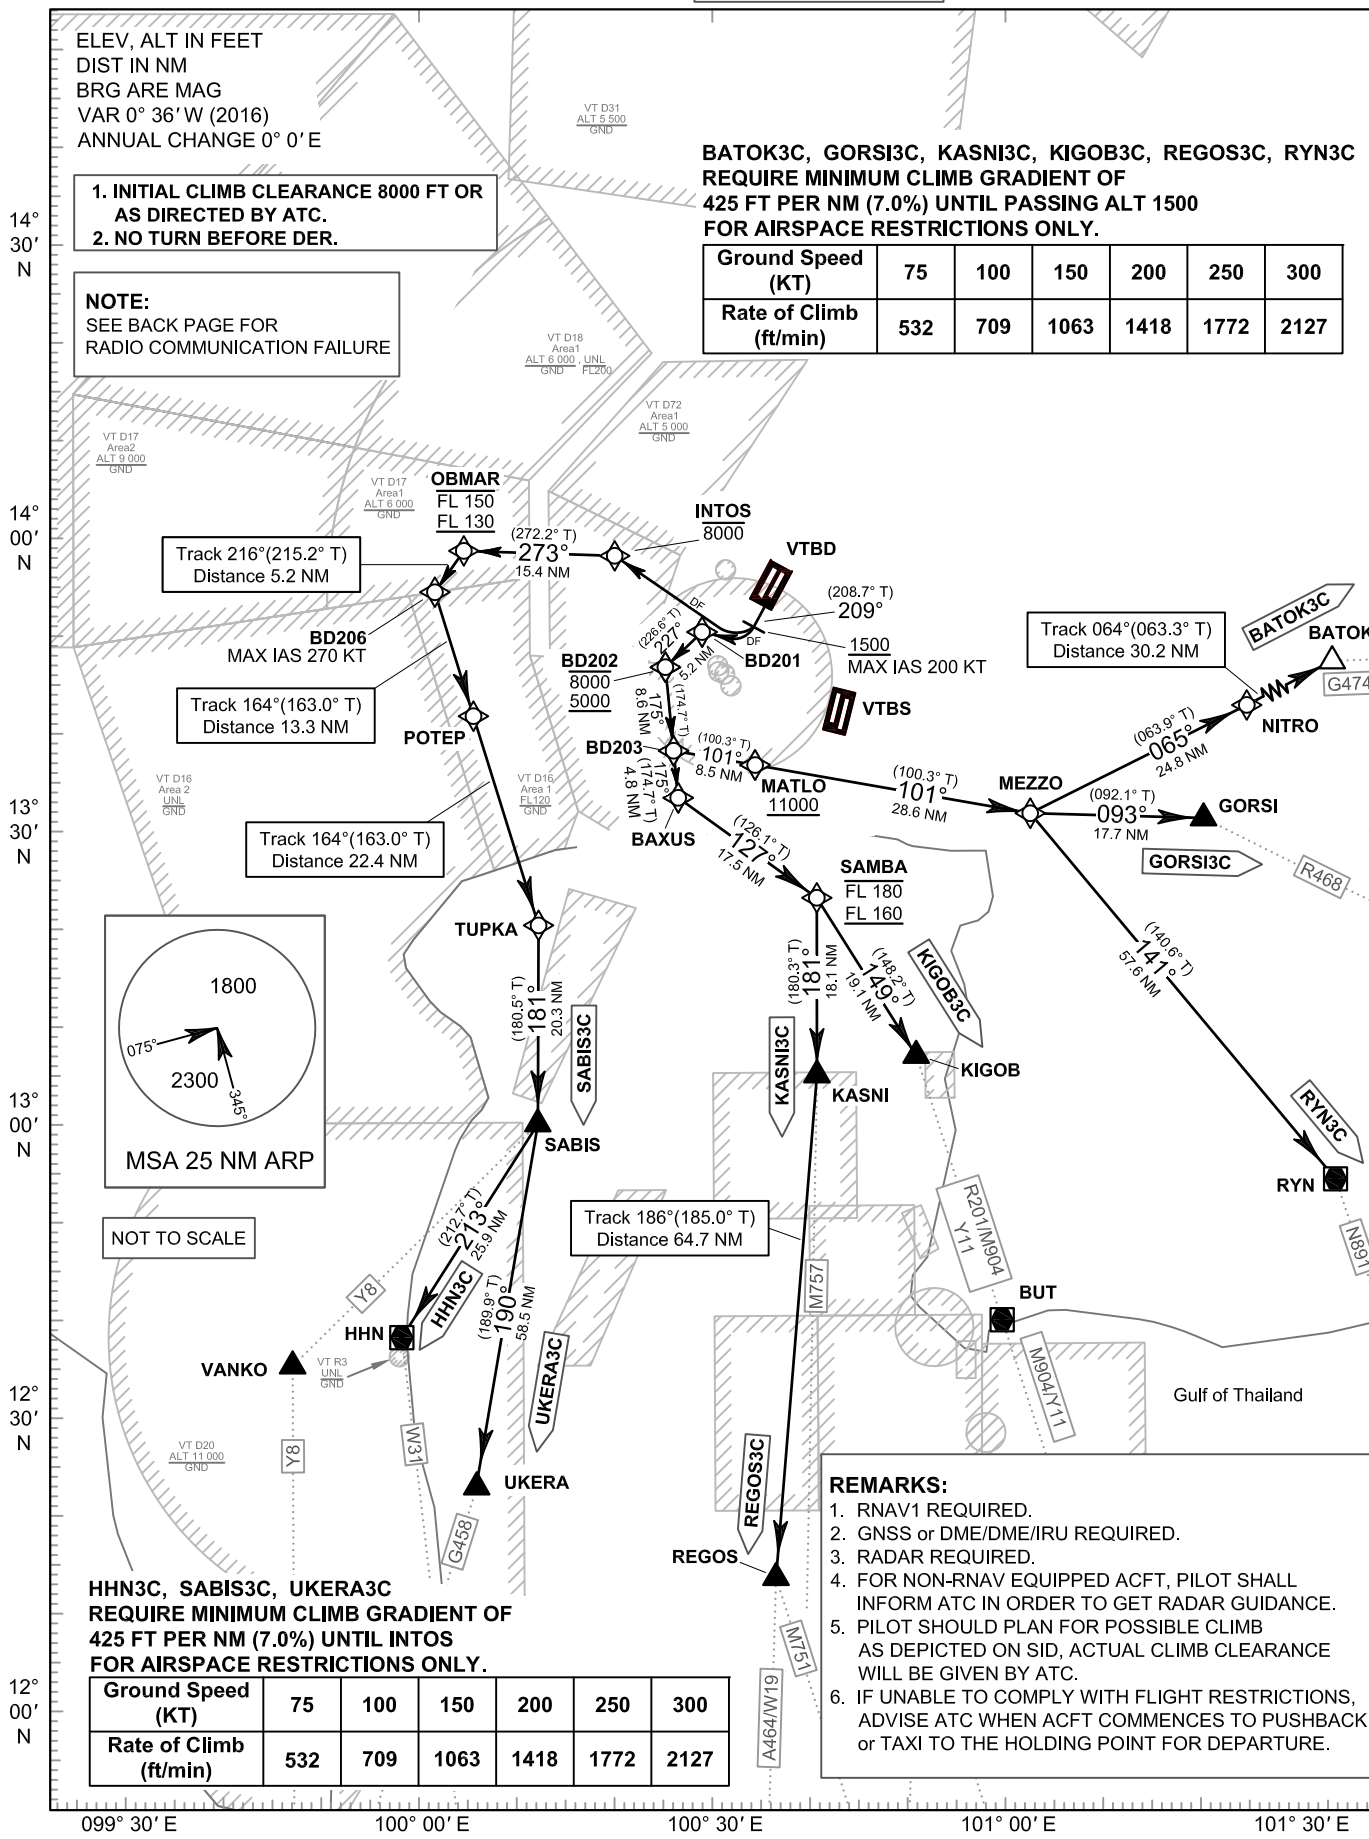 ELEV, ALT IN FEET
DIST IN NM
BRG ARE MAG
VAR 0° 36′ W (2016)
ANNUAL CHANGE 0° 0′ E
1. INITIAL CLIMB CLEARANCE 8000 FT OR
AS DIRECTED BY ATC.
2. NO TURN BEFORE DER.
NOTE:
SEE BACK PAGE FOR
RADIO COMMUNICATION FAILURE
VT D31
ALT 5 500
GND
BATOK3C, GORSI3C, KASNI3C, KIGOB3C, REGOS3C, RYN3C
REQUIRE MINIMUM CLIMB GRADIENT OF
425 FT PER NM (7.0%) UNTIL PASSING ALT 1500
FOR AIRSPACE RESTRICTIONS ONLY.
Ground Speed (KT) 75 100 150 200 250 300
Rate of Climb (ft/min) 532 709 1063 1418 1772 2127
14°
30′
N
VT D18
Area1
ALT 6 000 , UNL
GND FL200
VT D72
Area1
ALT 5 000
GND
VT D17
Area2
ALT 9 000
GND
VT D17
Area1
ALT 6 000
GND
OBMAR
FL 150
FL 130
INTOS
8000
14°
00′
N
(272.2° T)
273°
15.4 NM
VTBD
Track 216°(215.2° T)
Distance 5.2 NM
(208.7° T)
209°
DF
DF
1500
MAX IAS 200 KT
BD201
(226.6° T)
227°
5.2 NM
BD206
MAX IAS 270 KT
BD202
8000
5000
Track 064°(063.3° T)
Distance 30.2 NM
BATOK3C
BATOK
G474
NITRO
VTBS
Track 164°(163.0° T)
Distance 13.3 NM
POTEP
(174.7° T)
175°
8.6 NM
BD203
(100.3° T)
101°
8.5 NM
MATLO
11000
(063.9° T)
065°
24.8 NM
MEZZO
(100.3° T)
101°
28.6 NM
(092.1° T)
093°
17.7 NM
GORSI
GORSI3C
R468
VT D16
Area 2
UNL
GND
VT D16
Area 1
FL120
GND
175°
(174.7° T)
4.8 NM
BAXUS
13°
30′
N
Track 164°(163.0° T)
Distance 22.4 NM
(126.1° T)
127°
17.5 NM
SAMBA
FL 180
FL 160
TUPKA
(180.5° T)
181°
20.3 NM
SABIS3C
(180.3° T)
181°
18.1 NM
(148.2° T)
149°
19.1 NM
KIGOB3C
(140.6° T)
141°
57.6 NM
1800
075°
2300
345°
MSA 25 NM ARP
KASNI3C
KASNI
KIGOB
13°
00′
N
SABIS
RYN3C
RYN
N891
NOT TO SCALE
(212.7° T)
213°
25.9 NM
Track 186°(185.0° T)
Distance 64.7 NM
R201/M904
Y11
Y8
HHN3C
(189.9° T)
190°
58.5 NM
M757
BUT
HHN
VANKO
VT R3
UNL
GND
UKERA3C
M904/Y11
Gulf of Thailand
12°
30′
N
VT D20
ALT 11 000
GND
Y8
W31
UKERA
G458
REGOS3C
REGOS
M751
A464/W19
REMARKS:
1. RNAV1 REQUIRED.
2. GNSS or DME/DME/IRU REQUIRED.
3. RADAR REQUIRED.
4. FOR NON-RNAV EQUIPPED ACFT, PILOT SHALL
INFORM ATC IN ORDER TO GET RADAR GUIDANCE.
5. PILOT SHOULD PLAN FOR POSSIBLE CLIMB
AS DEPICTED ON SID, ACTUAL CLIMB CLEARANCE
WILL BE GIVEN BY ATC.
6. IF UNABLE TO COMPLY WITH FLIGHT RESTRICTIONS,
ADVISE ATC WHEN ACFT COMMENCES TO PUSHBACK
or TAXI TO THE HOLDING POINT FOR DEPARTURE.
HHN3C, SABIS3C, UKERA3C
REQUIRE MINIMUM CLIMB GRADIENT OF
425 FT PER NM (7.0%) UNTIL INTOS
FOR AIRSPACE RESTRICTIONS ONLY.
Ground Speed (KT) 75 100 150 200 250 300
Rate of Climb (ft/min) 532 709 1063 1418 1772 2127
12°
00′
N
099° 30′ E 100° 00′ E 100° 30′ E 101° 00′ E 101° 30′ E